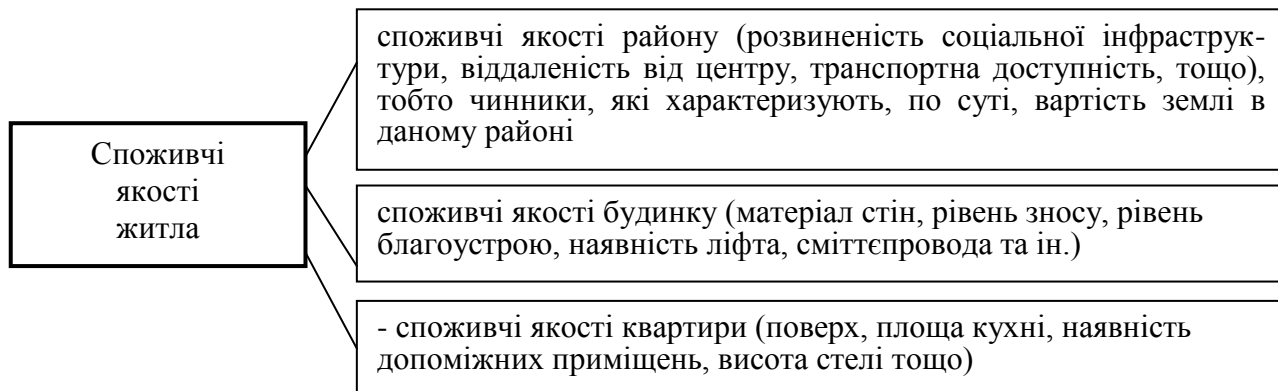 Споживчі
якості
житла
споживчі якості району (розвиненість соціальної інфраструк-
тури, віддаленість від центру, транспортна доступність, тощо),
тобто чинники, які характеризують, по суті, вартість землі в
даному районі
споживчі якості будинку (матеріал стін, рівень зносу, рівень
благоустрою, наявність ліфта, сміттєпровода та ін.)
- споживчі якості квартири (поверх, площа кухні, наявність
допоміжних приміщень, висота стелі тощо)